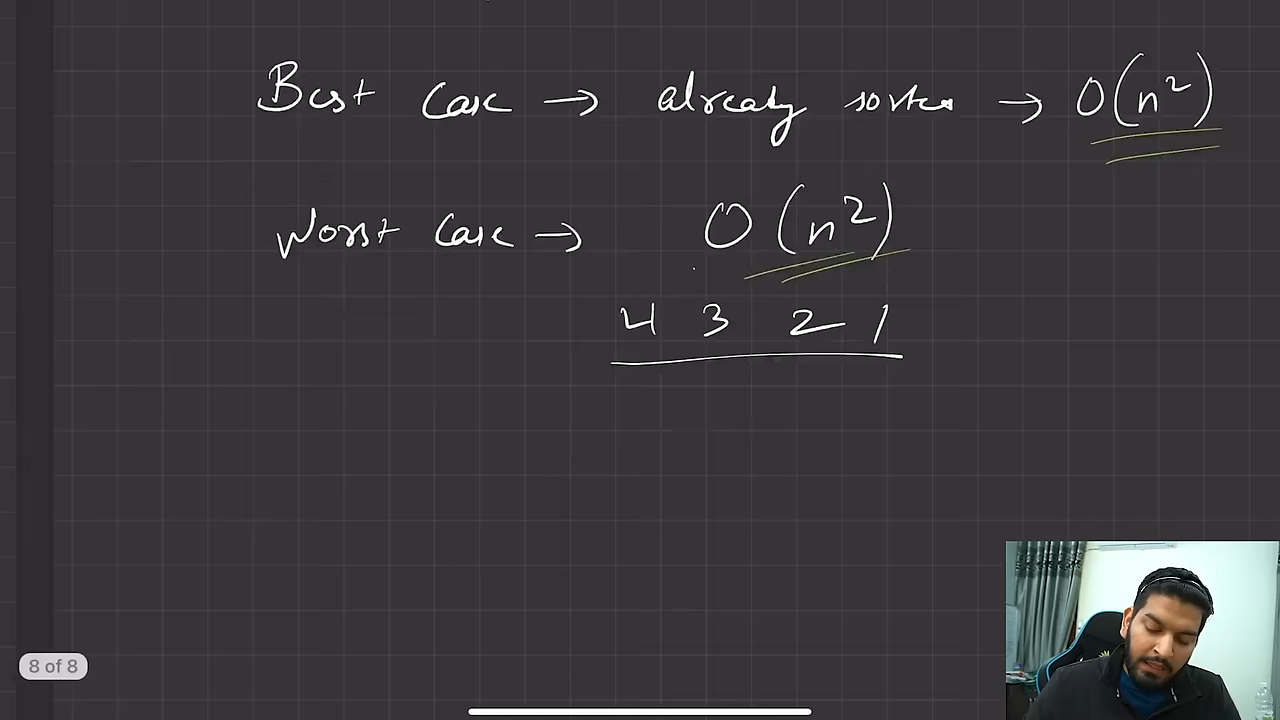 Best case → already sorted → O(n²)
Worst case → O(n²)
4 3 2 1
8 of 8